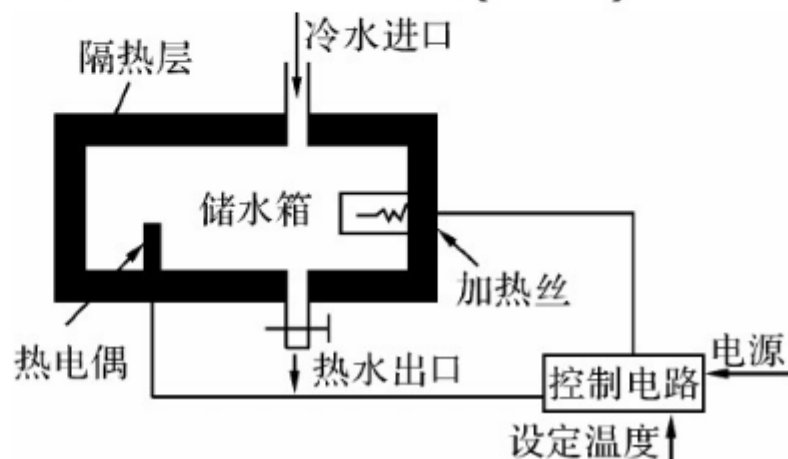 冷水进口
隔热层
储水箱
加热丝
热电偶
热水出口
电源
控制电路
设定温度